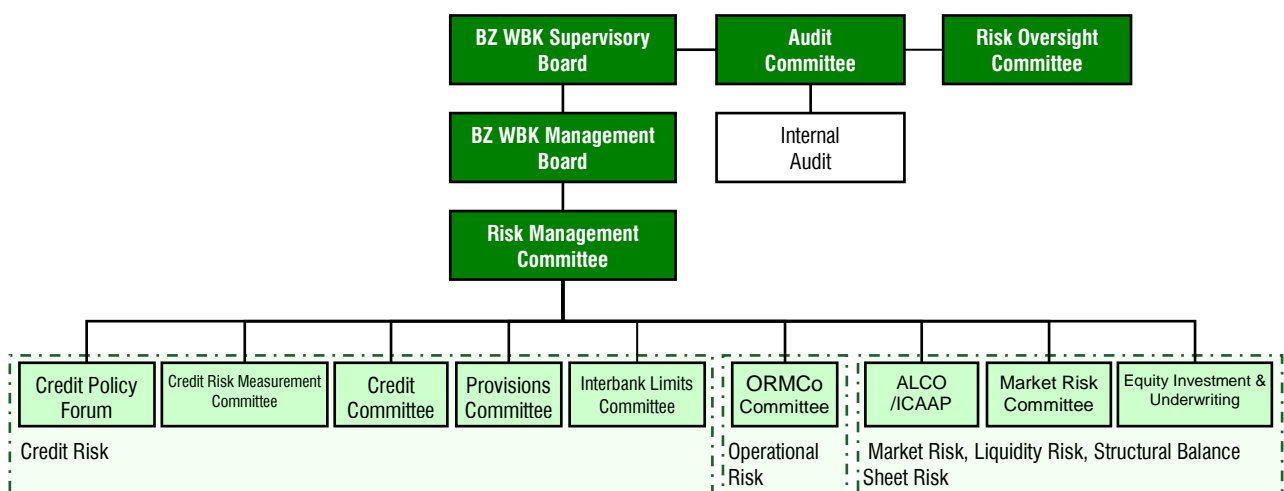 BZ WBK Supervisory
Board
Audit
Committee
Risk Oversight
Committee
BZ WBK Management
Board
Internal
Audit
Risk Management
Committee
Credit Policy
Forum
Credit Risk Measurement
Committee
Credit
Committee
Provisions
Committee
Interbank Limits
Committee
ORMCo
Committee
ALCO
/ICAAP
Market Risk
Committee
Equity Investment &
Underwriting
Credit Risk
Operational
Risk
Market Risk, Liquidity Risk, Structural Balance
Sheet Risk